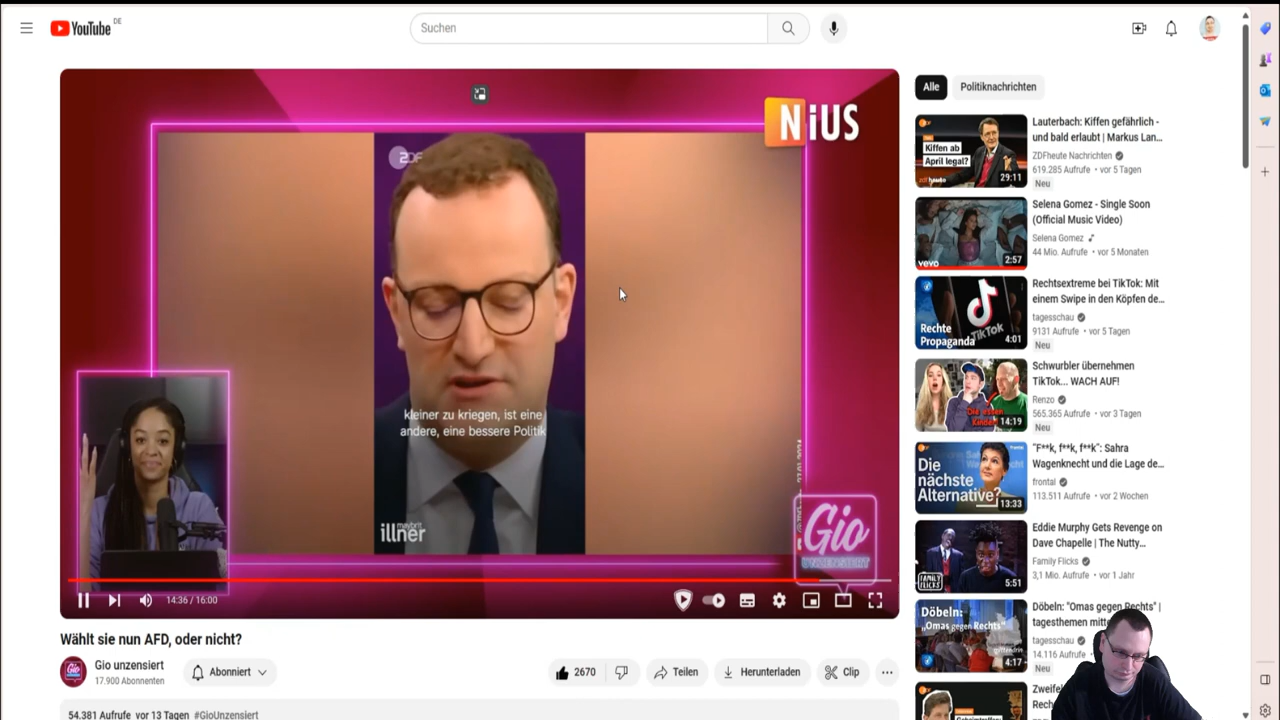 YouTube DE
Suchen
NiUS
ZDF
kleiner zu kriegen, ist eine
andere, eine bessere Politik
maybrit
illner
Gio
UNZENSIERT
14:36 / 16:00
Wählt sie nun AFD, oder nicht?
Gio unzensiert
17.900 Abonnenten
Abonniert
2670
Teilen
Herunterladen
Clip
54.381 Aufrufe vor 13 Tagen #GioUnzensiert
Alle
Politiknachrichten
Kiffen ab
April legal?
29:11
Lauterbach: Kiffen gefährlich -
und bald erlaubt | Markus Lan...
ZDFheute Nachrichten
619.285 Aufrufe • vor 5 Tagen
Neu
vevo
2:57
Selena Gomez - Single Soon
(Official Music Video)
Selena Gomez
44 Mio. Aufrufe • vor 5 Monaten
Rechte
Propaganda
TikTok
4:01
Rechtsextreme bei TikTok: Mit
einem Swipe in den Köpfen de...
tagesschau
9131 Aufrufe • vor 5 Tagen
Neu
Die essen
Kinder
14:19
Schwurbler übernehmen
TikTok... WACH AUF!
Renzo
565.365 Aufrufe • vor 3 Tagen
Neu
Die
nächste
Alternative?
13:33
"F**k, f**k, f**k": Sahra
Wagenknecht und die Lage de...
frontal
113.511 Aufrufe • vor 2 Wochen
FAMILY
FLICKS
5:51
Eddie Murphy Gets Revenge on
Dave Chapelle | The Nutty...
Family Flicks
3,1 Mio. Aufrufe • vor 1 Jahr
Döbeln:
„Omas gegen Rechts"
4:17
Döbeln: "Omas gegen Rechts" |
tagesthemen mitte
tagesschau
14.116 Aufrufe
Neu
Zweifel
Rech